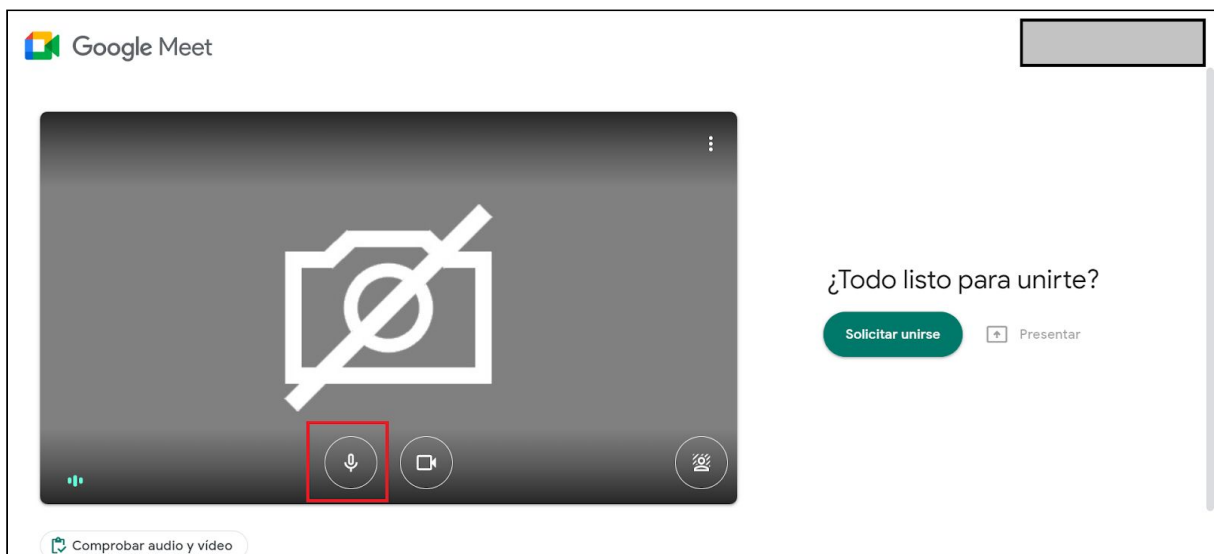 Google Meet
¿Todo listo para unirte?
Solicitar unirse
Presentar
Comprobar audio y vídeo